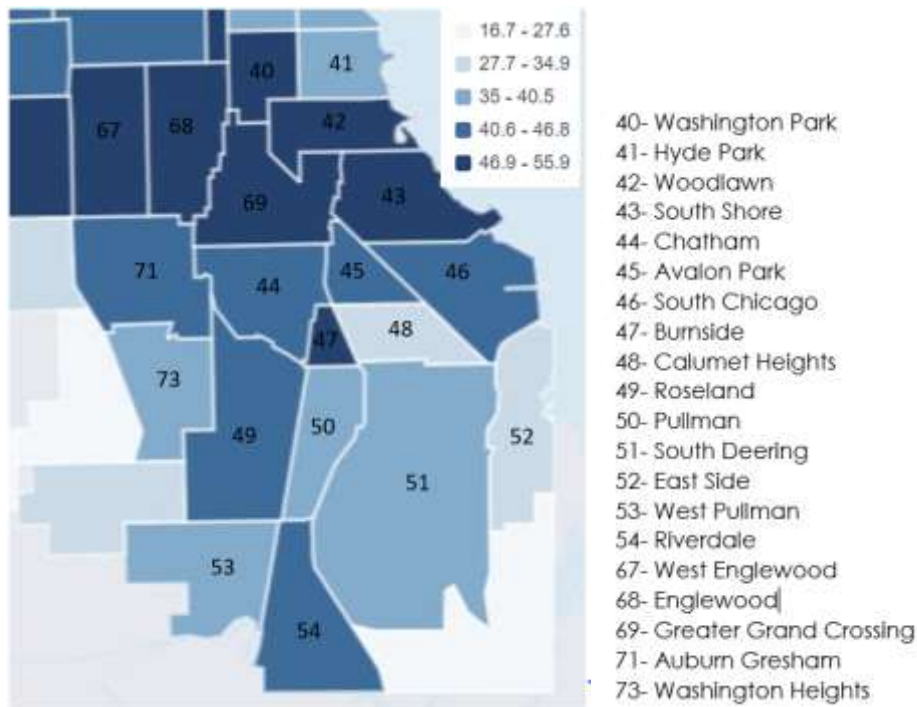 16.7 - 27.6
27.7 - 34.9
35 - 40.5
40.6 - 46.8
46.9 - 55.9
40
41
42
67
68
69
43
71
44
45
46
47
48
73
49
50
51
52
53
54
40- Washington Park
41- Hyde Park
42- Woodlawn
43- South Shore
44- Chatham
45- Avalon Park
46- South Chicago
47- Burnside
48- Calumet Heights
49- Roseland
50- Pullman
51- South Deering
52- East Side
53- West Pullman
54- Riverdale
67- West Englewood
68- Englewood
69- Greater Grand Crossing
71- Auburn Gresham
73- Washington Heights